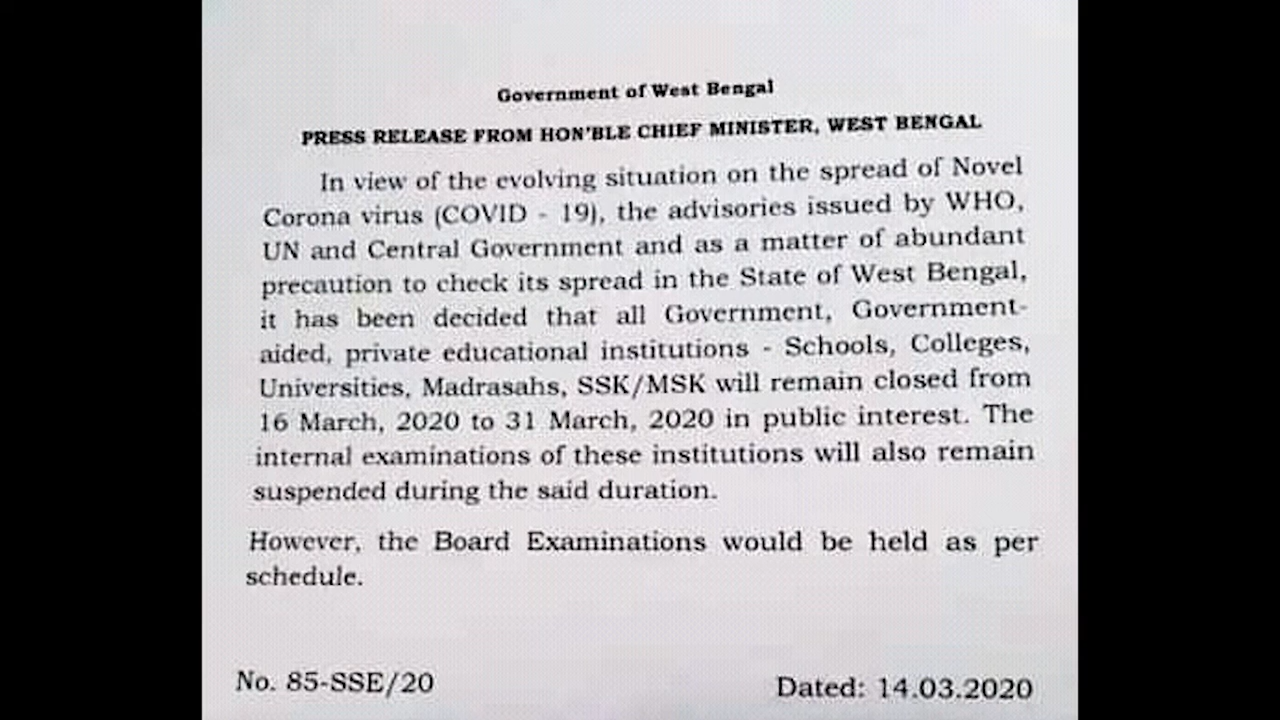 Government of West Bengal
PRESS RELEASE FROM HON'BLE CHIEF MINISTER, WEST BENGAL
In view of the evolving situation on the spread of Novel
Corona virus (COVID - 19), the advisories issued by WHO,
UN and Central Government and as a matter of abundant
precaution to check its spread in the State of West Bengal,
it has been decided that all Government, Government-
aided, private educational institutions - Schools, Colleges,
Universities, Madrasahs, SSK/MSK will remain closed from
16 March, 2020 to 31 March, 2020 in public interest. The
internal examinations of these institutions will also remain
suspended during the said duration.
However, the Board Examinations would be held as per
schedule.
No. 85-SSE/20
Dated: 14.03.2020